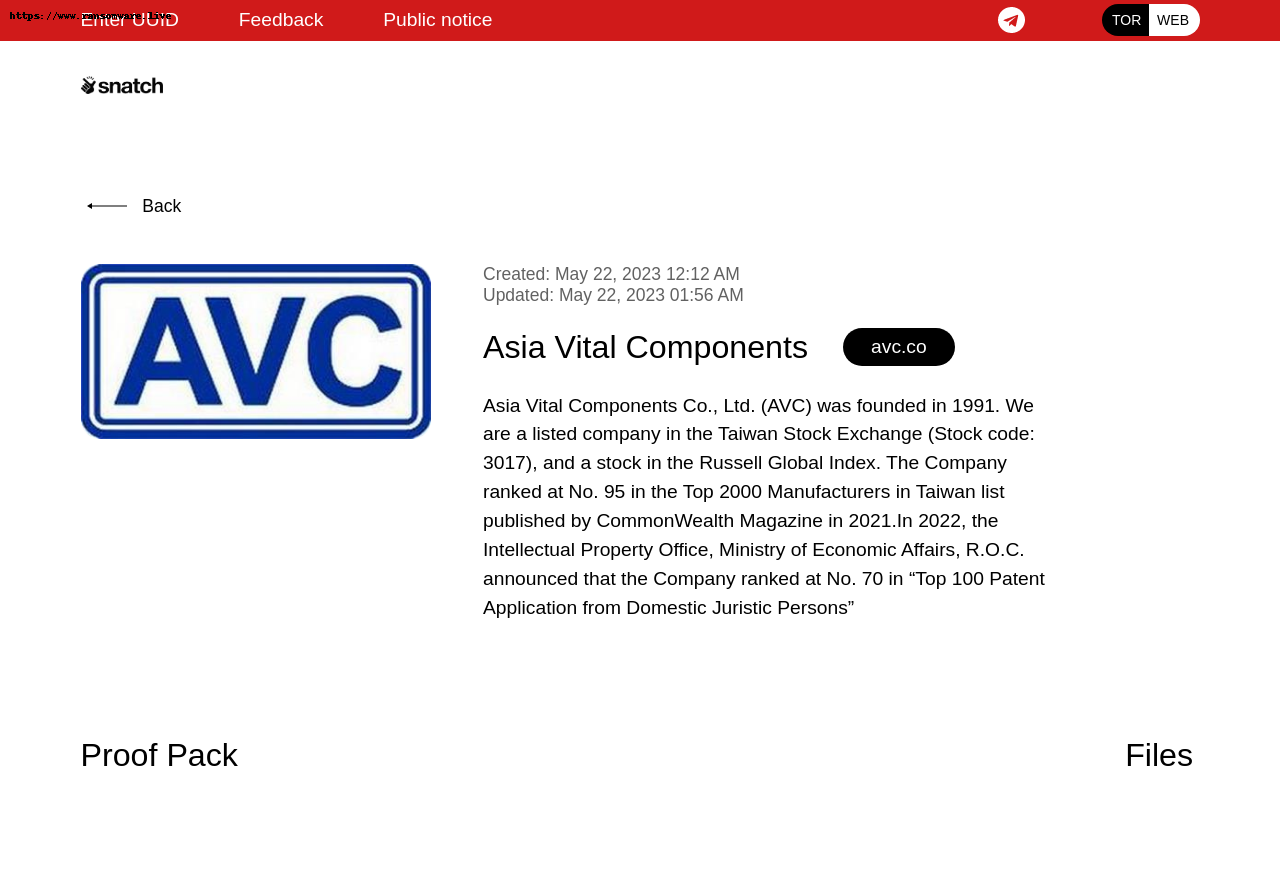 https://www.ransomware.live
Enter UUID Feedback Public notice TOR WEB
snatch
Back
AVC
Created: May 22, 2023 12:12 AM
Updated: May 22, 2023 01:56 AM
Asia Vital Components avc.co
Asia Vital Components Co., Ltd. (AVC) was founded in 1991. We
are a listed company in the Taiwan Stock Exchange (Stock code:
3017), and a stock in the Russell Global Index. The Company
ranked at No. 95 in the Top 2000 Manufacturers in Taiwan list
published by CommonWealth Magazine in 2021.In 2022, the
Intellectual Property Office, Ministry of Economic Affairs, R.O.C.
announced that the Company ranked at No. 70 in “Top 100 Patent
Application from Domestic Juristic Persons”
Proof Pack Files